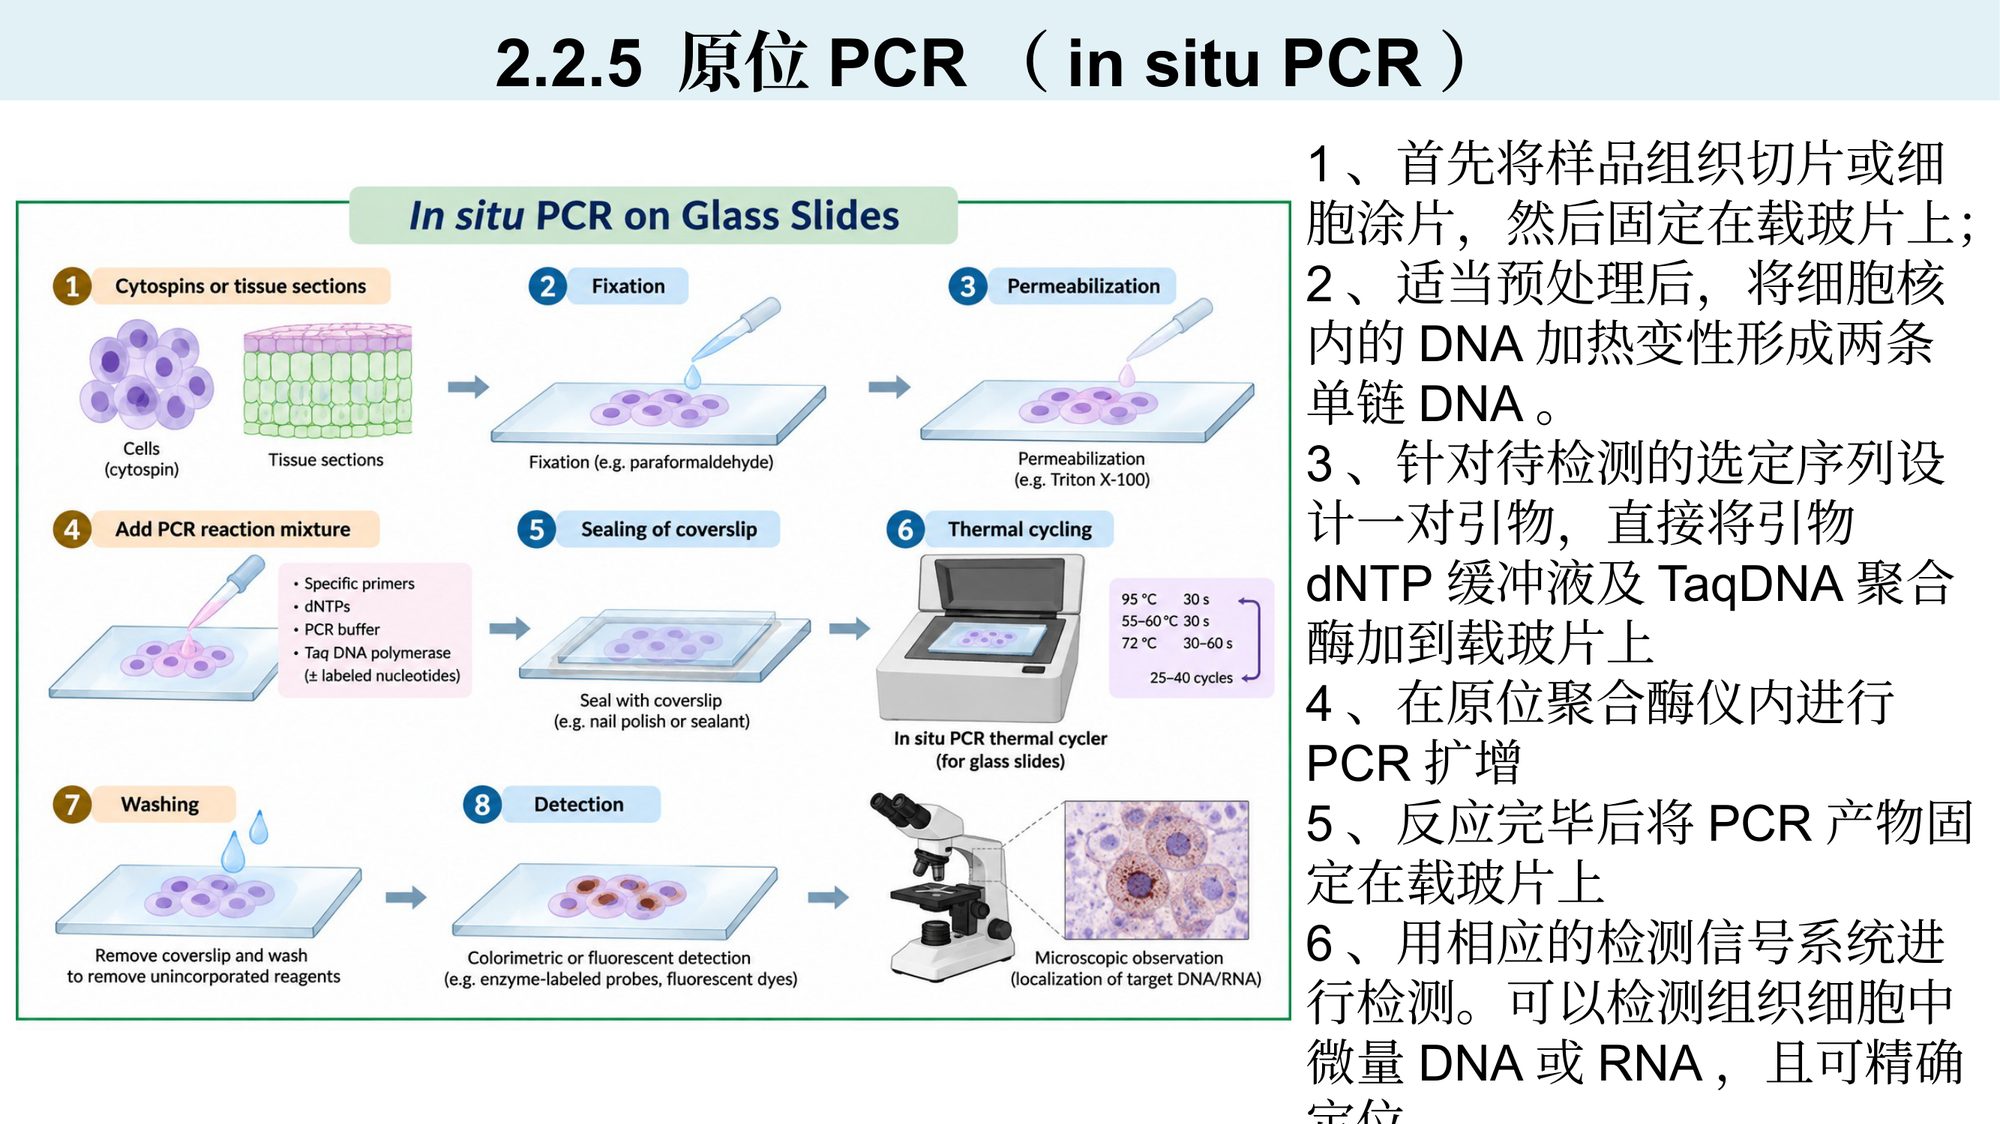 2.2.5 原位 PCR （ in situ PCR ）
In situ PCR on Glass Slides
1 Cytospins or tissue sections
Cells
(cytospin)
Tissue sections
2 Fixation
Fixation (e.g. paraformaldehyde)
3 Permeabilization
Permeabilization
(e.g. Triton X-100)
4 Add PCR reaction mixture
• Specific primers
• dNTPs
• PCR buffer
• Taq DNA polymerase
(± labeled nucleotides)
5 Sealing of coverslip
Seal with coverslip
(e.g. nail polish or sealant)
6 Thermal cycling
95 °C 30 s
55–60 °C 30 s
72 °C 30–60 s
25–40 cycles
In situ PCR thermal cycler
(for glass slides)
7 Washing
Remove coverslip and wash
to remove unincorporated reagents
8 Detection
Colorimetric or fluorescent detection
(e.g. enzyme-labeled probes, fluorescent dyes)
Microscopic observation
(localization of target DNA/RNA)
1 、首先将样品组织切片或细
胞涂片，然后固定在载玻片上；
2 、适当预处理后，将细胞核
内的 DNA 加热变性形成两条
单链 DNA 。
3 、针对待检测的选定序列设
计一对引物，直接将引物
dNTP 缓冲液及 TaqDNA 聚合
酶加到载玻片上
4 、在原位聚合酶仪内进行
PCR 扩增
5 、反应完毕后将 PCR 产物固
定在载玻片上
6 、用相应的检测信号系统进
行检测。可以检测组织细胞中
微量 DNA 或 RNA ，且可精确
定位